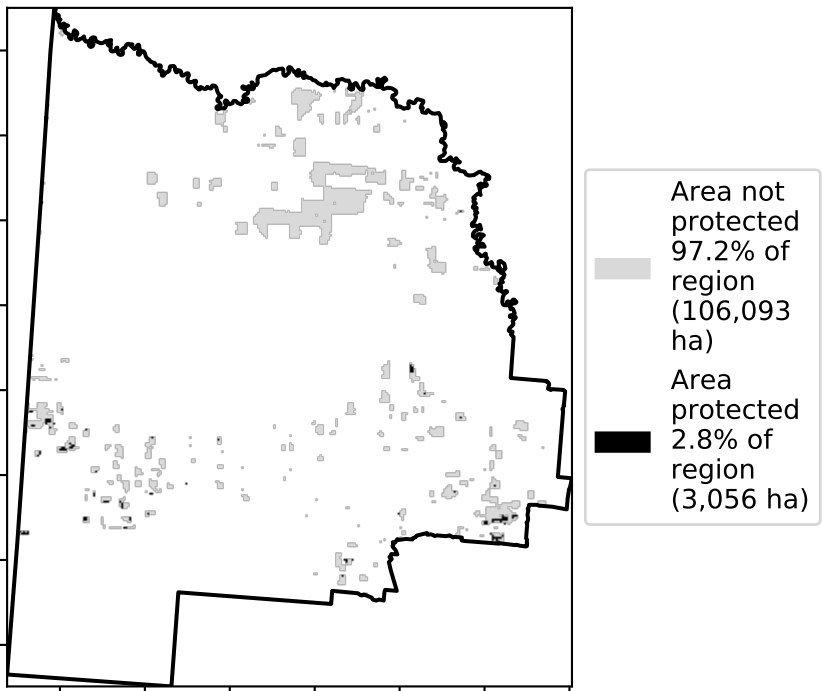 Area not
protected
97.2% of
region
(106,093
ha)
Area
protected
2.8% of
region
(3,056 ha)